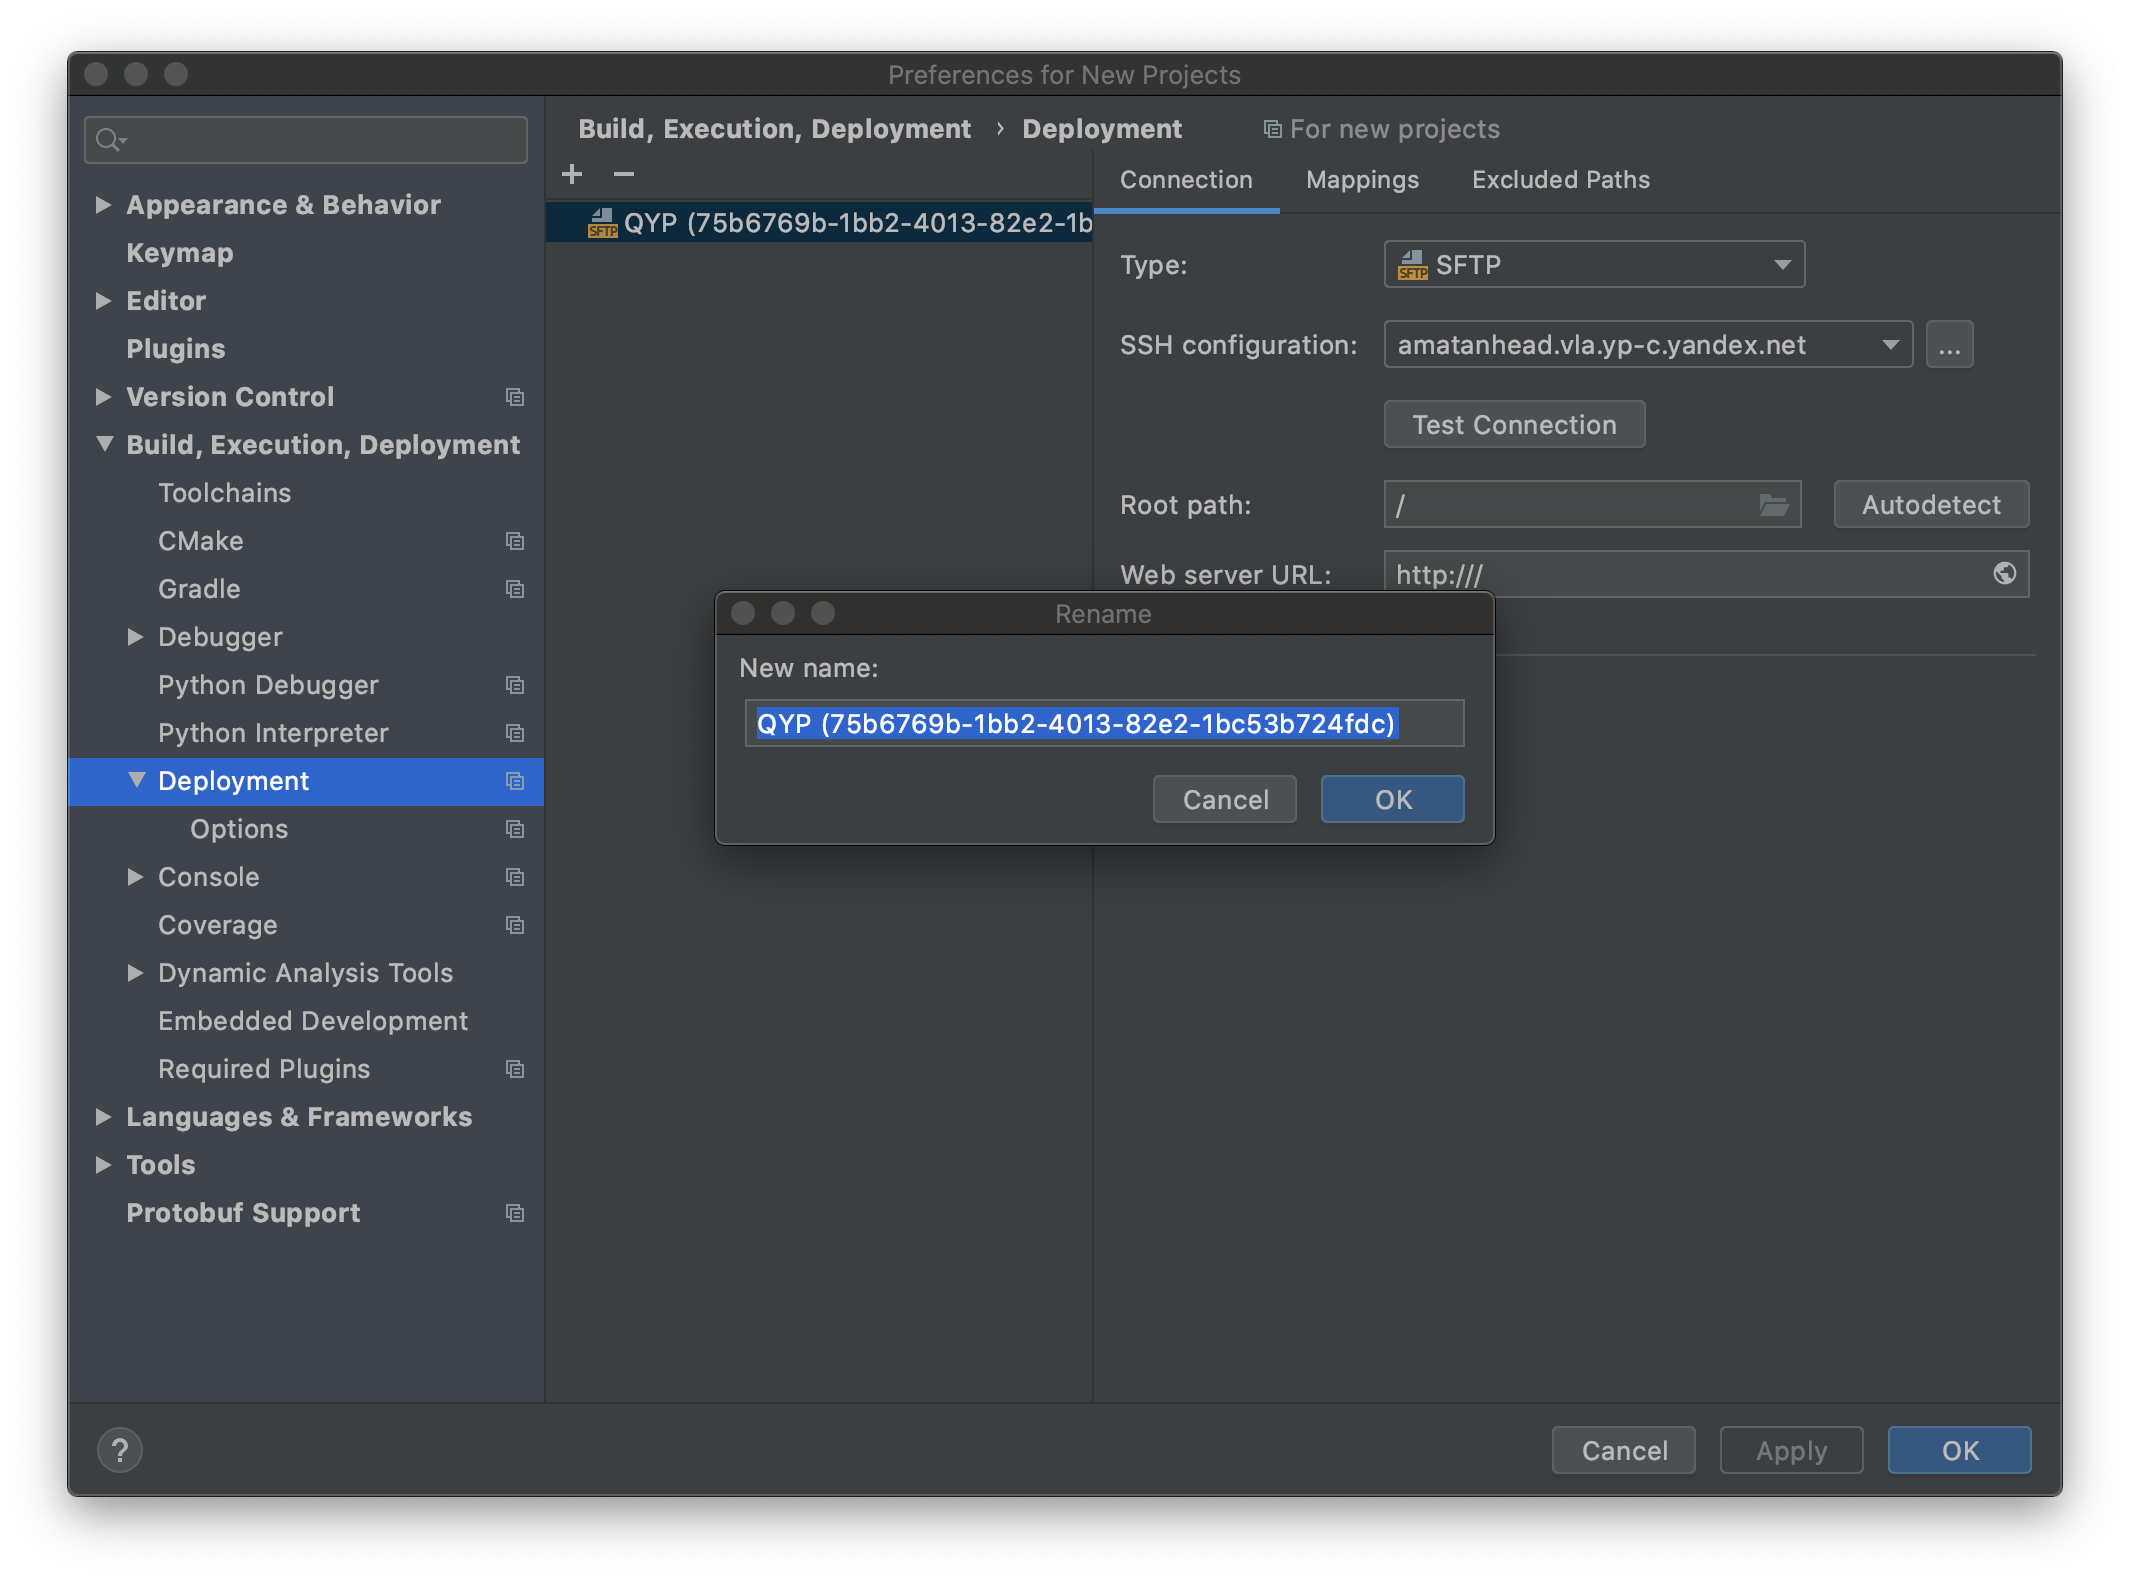 Preferences for New Projects
Appearance & Behavior
Keymap
Editor
Plugins
Version Control
Build, Execution, Deployment
Toolchains
CMake
Gradle
Debugger
Python Debugger
Python Interpreter
Deployment
Options
Console
Coverage
Dynamic Analysis Tools
Embedded Development
Required Plugins
Languages & Frameworks
Tools
Protobuf Support
Build, Execution, Deployment › Deployment
For new projects
SFTP QYP (75b6769b-1bb2-4013-82e2-1b
Connection Mappings Excluded Paths
Type: SFTP SFTP
SSH configuration: amatanhead.vla.yp-c.yandex.net ...
Test Connection
Root path: / Autodetect
Web server URL: http:///
Rename
New name:
QYP (75b6769b-1bb2-4013-82e2-1bc53b724fdc)
Cancel OK
? Cancel Apply OK